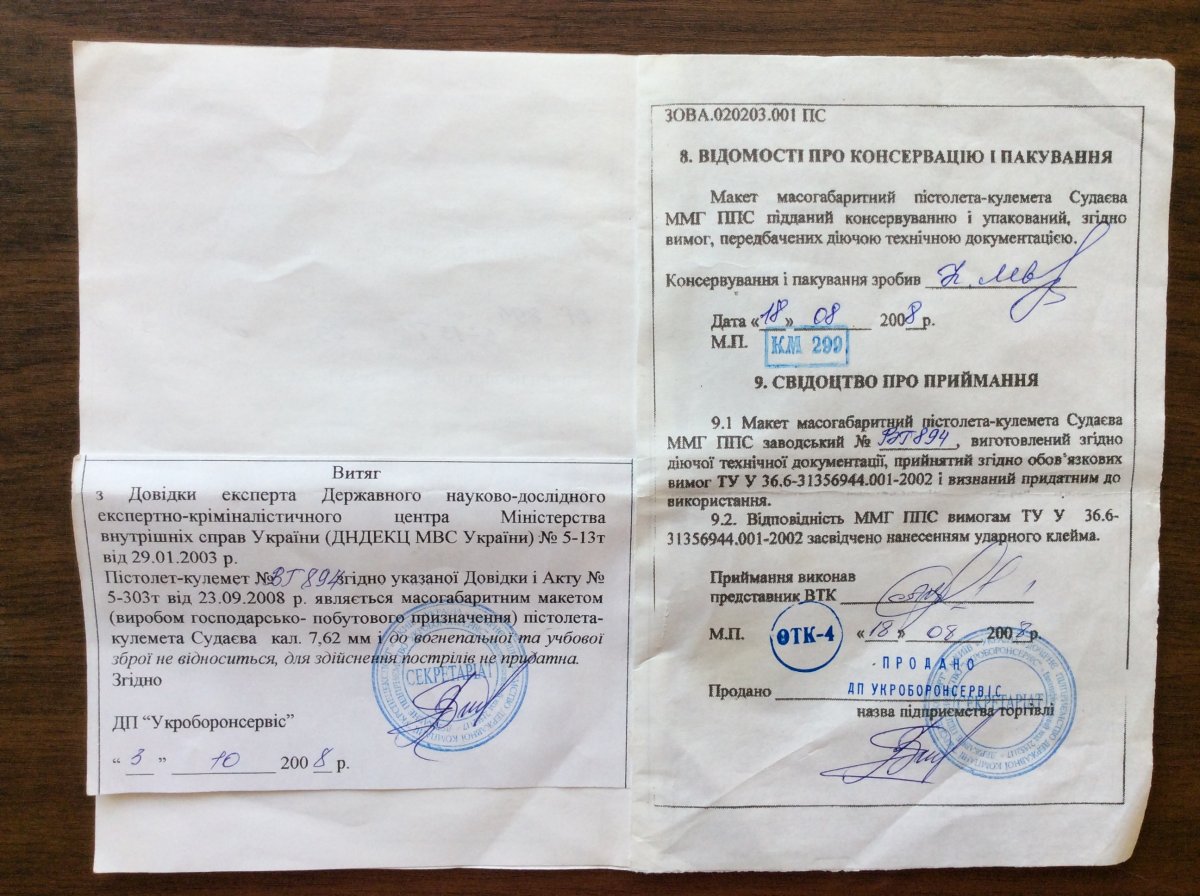 Витяг
з Довідки експерта Державного науково-дослідного
експертно-криміналістичного центра Міністерства
внутрішніх справ України (ДНДЕКЦ МВС України) № 5-13т
від 29.01.2003 р.
Пістолет-кулемет № ВТ894 згідно указаної Довідки і Акту №
5-303т від 23.09.2008 р. являється масогабаритним макетом
(виробом господарсько- побутового призначення) пістолета-
кулемета Судаєва кал. 7,62 мм і до вогнепальної та учбової
зброї не відноситься, для здійснення пострілів не придатна.
Згідно
СЕКРЕТАРІАТ
ДП “Укроборонсервіс”
“ 3 ” 10 2008 р.
ЗОВА.020203.001 ПС
8. ВІДОМОСТІ ПРО КОНСЕРВАЦІЮ І ПАКУВАННЯ
Макет масогабаритний пістолета-кулемета Судаєва
ММГ ППС підданий консервуванню і упакований, згідно
вимог, передбачених діючою технічною документацією.
Консервування і пакування зробив
Дата «18» 08 2008 р.
М.П. КМ 299
9. СВІДОЦТВО ПРО ПРИЙМАННЯ
9.1 Макет масогабаритний пістолета-кулемета Судаєва
ММГ ППС заводський № ВТ894, виготовлений згідно
діючої технічної документації, прийнятий згідно обов’язкових
вимог ТУ У 36.6-31356944.001-2002 і визнаний придатним до
використання.
9.2. Відповідність ММГ ППС вимогам ТУ У 36.6-
31356944.001-2002 засвідчено нанесенням ударного клейма.
Приймання виконав
представник ВТК
М.П. ОТК-4 «18» 08 2008 р.
ПРОДАНО
Продано ДП УКРОБОРОНСЕРВІС
СЕКРЕТАРІАТ
назва підприємства торгівлі